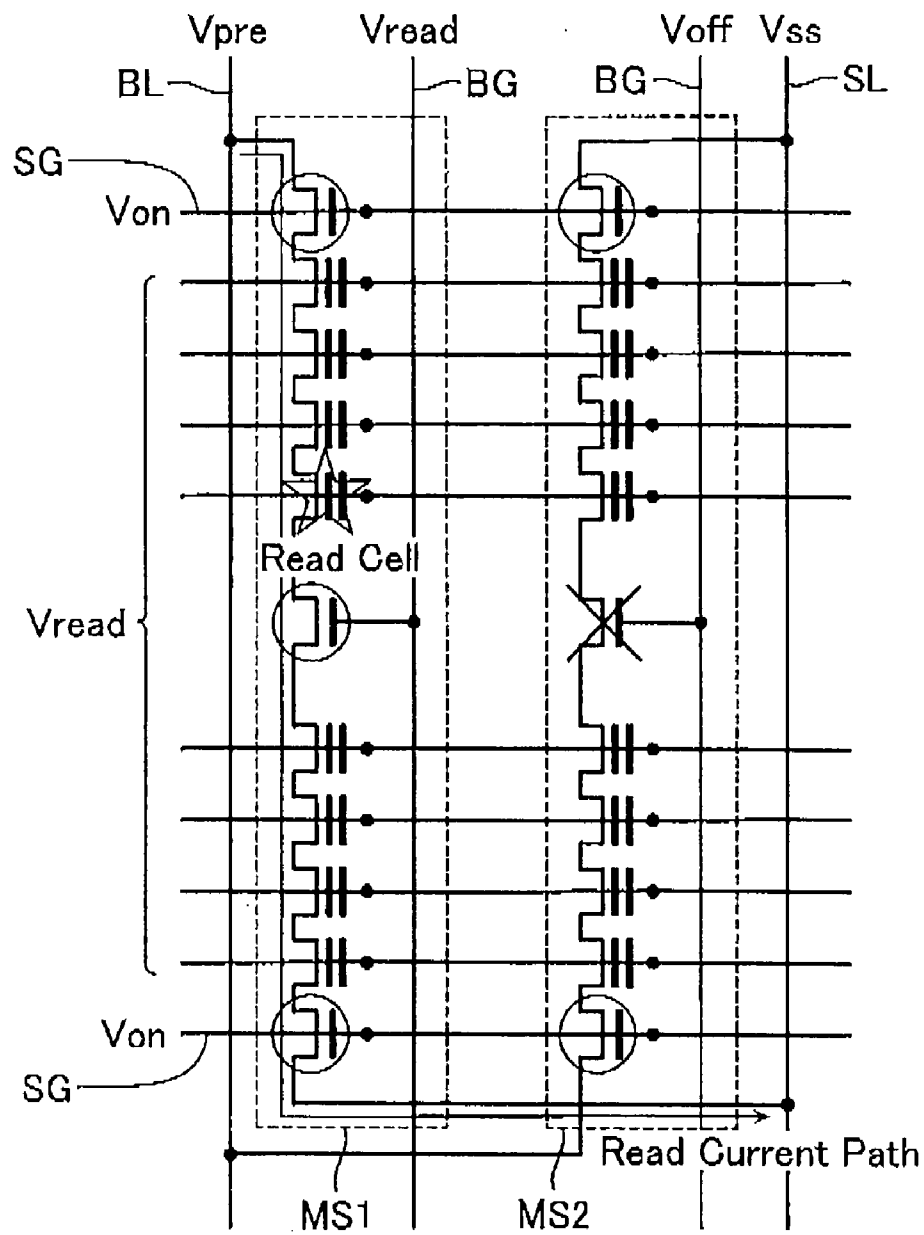 Vpre Vread Voff Vss
BL BG BG SL
SG
Von
Read Cell
Vread
Von
SG
Read Current Path
MS1 MS2